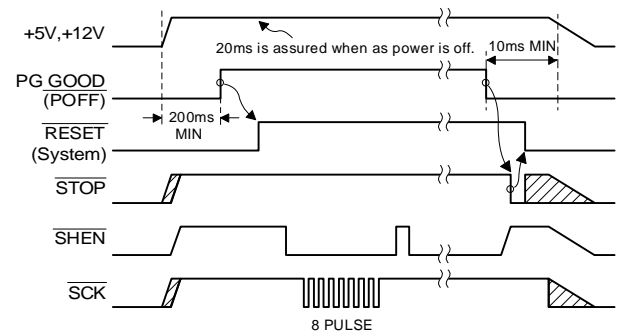 +5V,+12V
20ms is assured when as power is off.
10ms MIN
PG GOOD
(POFF)
200ms
MIN
RESET
(System)
STOP
SHEN
SCK
8 PULSE